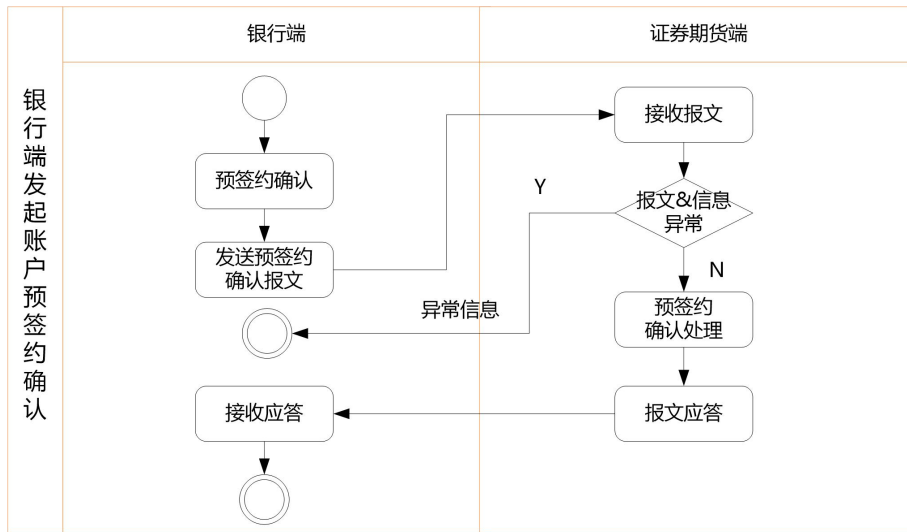 银行端
证券期货端
银行端发起账户预签约确认
接收报文
预签约确认
Y
报文&信息
异常
发送预签约
确认报文
N
异常信息
预签约
确认处理
接收应答
报文应答